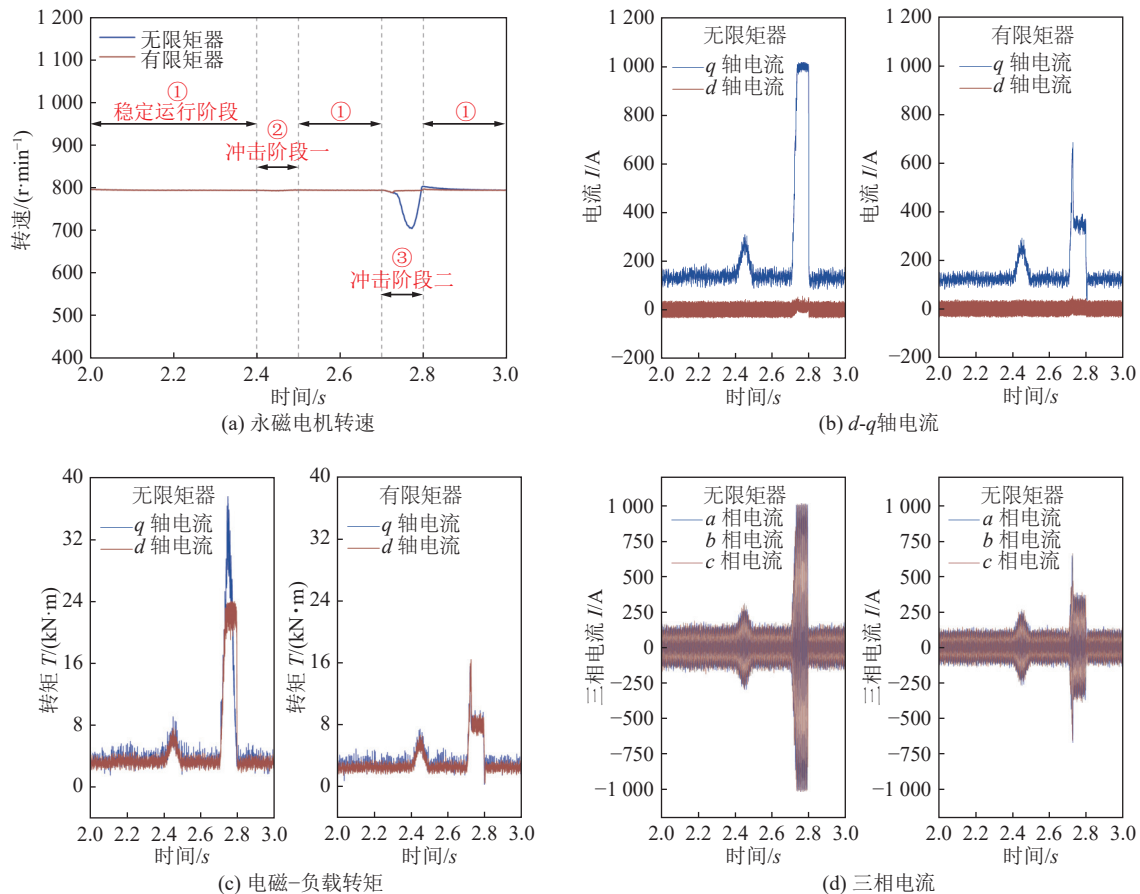 1 200
1 100
1 000
900
800
700
600
500
400
转速/(r·min⁻¹)
无限矩器
有限矩器
①
稳定运行阶段
②
冲击阶段一
①
③
冲击阶段二
①
2.0 2.2 2.4 2.6 2.8 3.0
时间/s
(a) 永磁电机转速
1 200
1 000
800
600
400
200
0
−200
电流 I/A
无限矩器
q 轴电流
d 轴电流
2.0 2.2 2.4 2.6 2.8 3.0
时间/s
1 200
1 000
800
600
400
200
0
−200
电流 I/A
有限矩器
q 轴电流
d 轴电流
2.0 2.2 2.4 2.6 2.8 3.0
时间/s
(b) d-q轴电流
40
32
24
16
8
0
转矩 T/(kN·m)
无限矩器
q 轴电流
d 轴电流
2.0 2.2 2.4 2.6 2.8 3.0
时间/s
40
32
24
16
8
0
转矩 T/(kN·m)
有限矩器
q 轴电流
d 轴电流
2.0 2.2 2.4 2.6 2.8 3.0
时间/s
(c) 电磁−负载转矩
1 000
750
500
250
0
−250
−500
−750
−1 000
三相电流 I/A
无限矩器
a 相电流
b 相电流
c 相电流
2.0 2.2 2.4 2.6 2.8 3.0
时间/s
1 000
750
500
250
0
−250
−500
−750
−1 000
三相电流 I/A
无限矩器
a 相电流
b 相电流
c 相电流
2.0 2.2 2.4 2.6 2.8 3.0
时间/s
(d) 三相电流